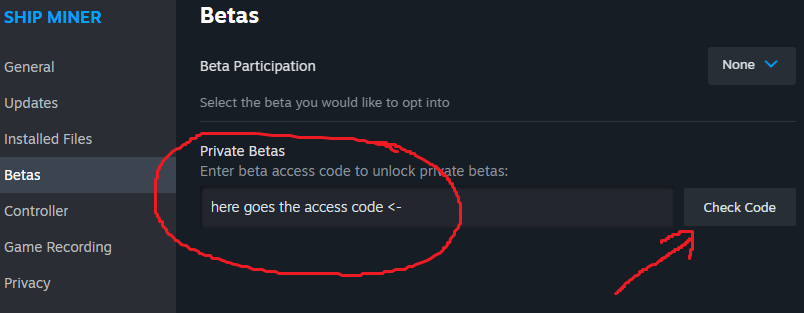 SHIP MINER
General
Updates
Installed Files
Betas
Controller
Game Recording
Privacy
Betas
Beta Participation
None
Select the beta you would like to opt into
Private Betas
Enter beta access code to unlock private betas:
here goes the access code <-
Check Code